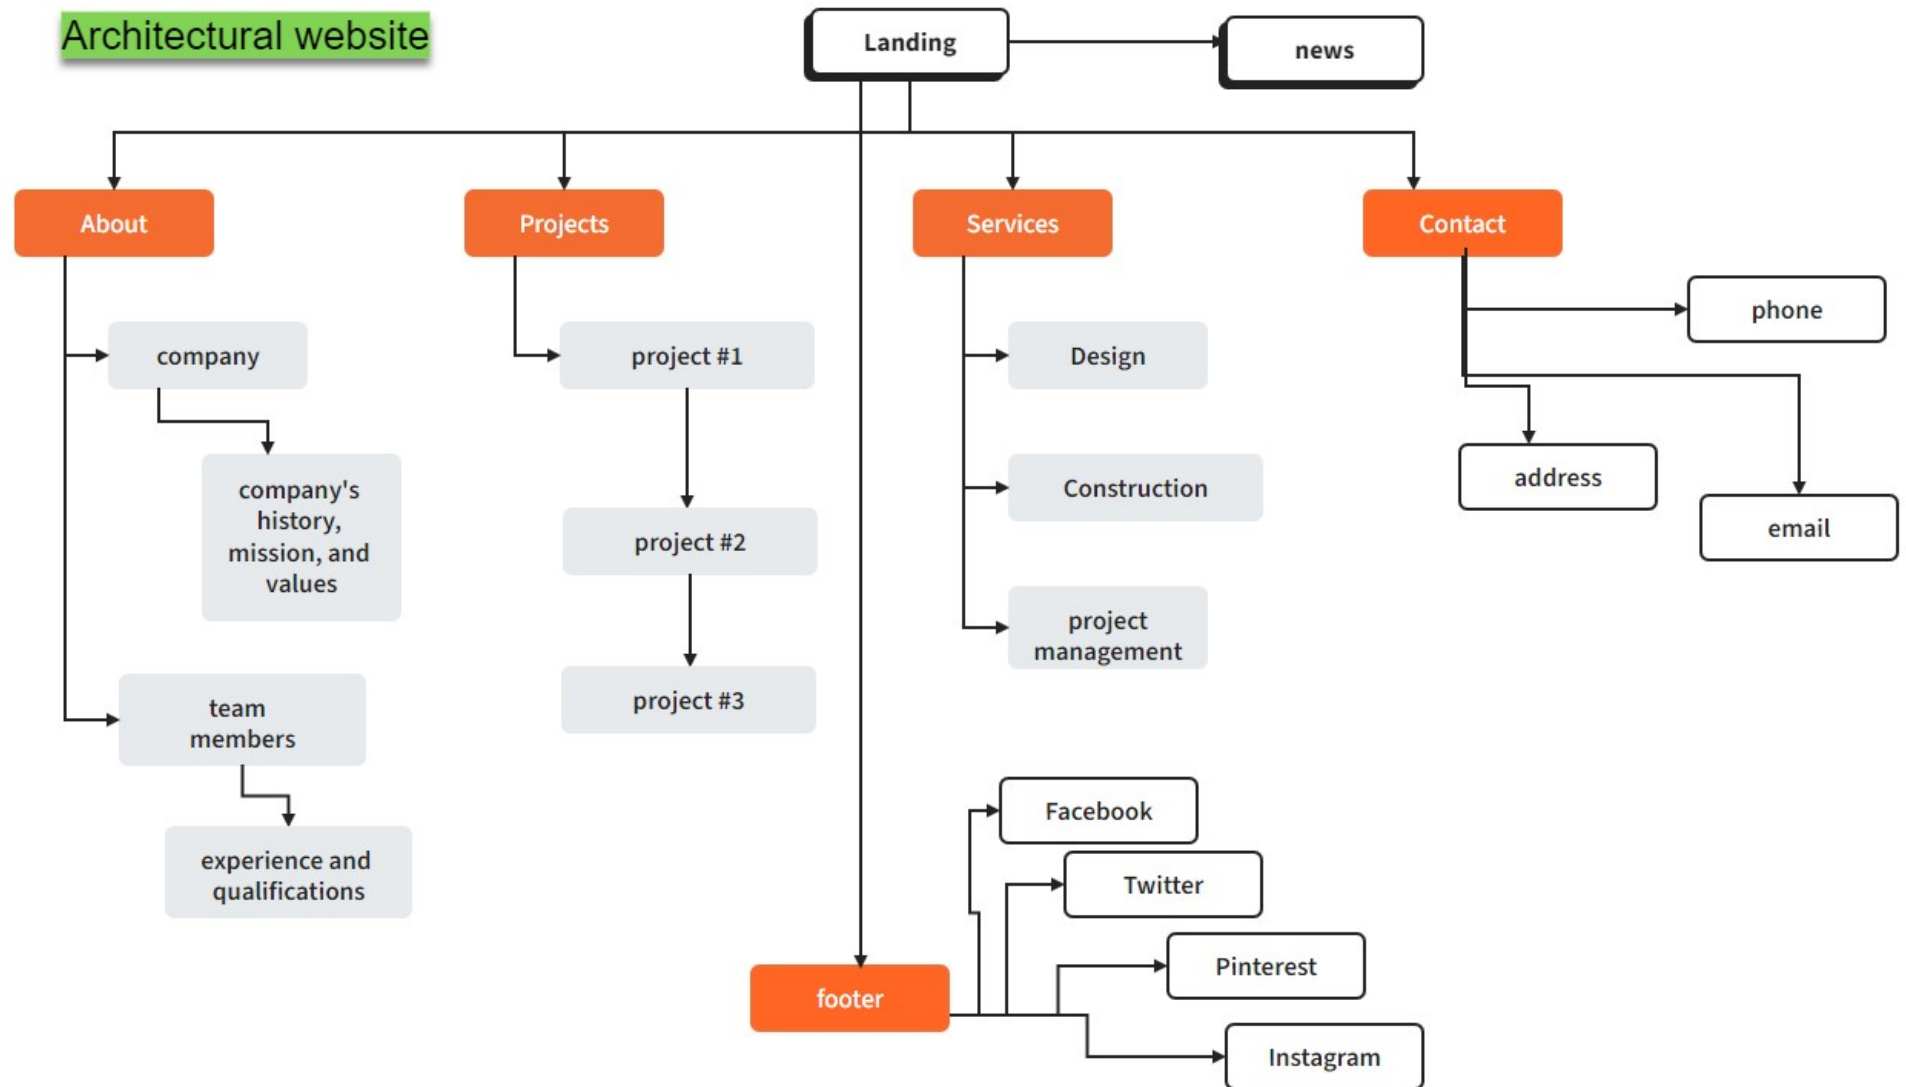 Architectural website
Landing
news
About
Projects
Services
Contact
phone
company
project #1
Design
address
email
company's
history,
mission, and
values
Construction
project #2
project
management
team
members
project #3
experience and
qualifications
Facebook
Twitter
Pinterest
footer
Instagram